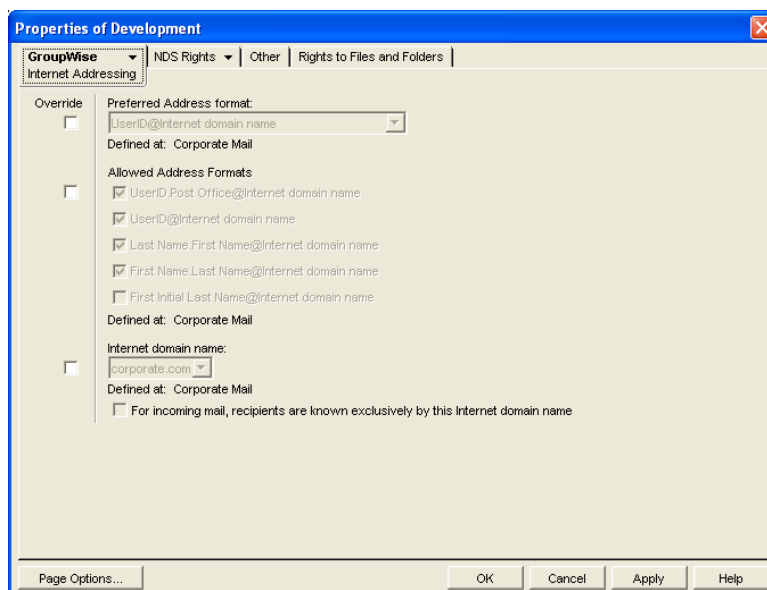 Properties of Development
GroupWise NDS Rights Other Rights to Files and Folders
Internet Addressing
Override Preferred Address format:
UserID@Internet domain name
Defined at: Corporate Mail
Allowed Address Formats
UserID.Post Office@Internet domain name
UserID@Internet domain name
Last Name.First Name@Internet domain name
First Name.Last Name@Internet domain name
First Initial Last Name@Internet domain name
Defined at: Corporate Mail
Internet domain name:
corporate.com
Defined at: Corporate Mail
For incoming mail, recipients are known exclusively by this Internet domain name
Page Options... OK Cancel Apply Help